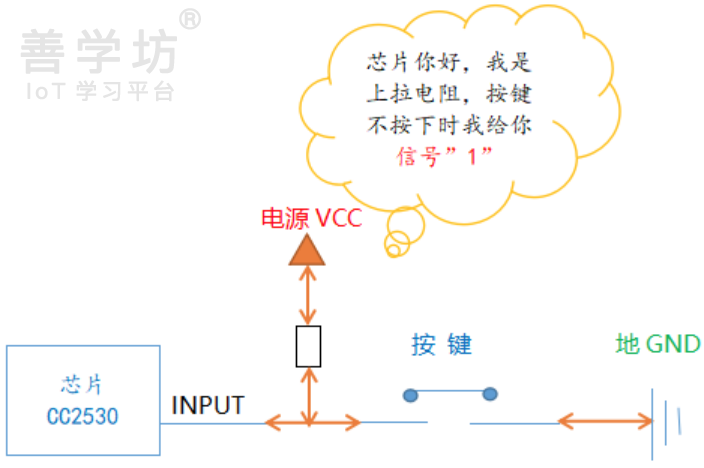 善学坊®
IoT 学习平台
芯片你好，我是
上拉电阻，按键
不按下时我给你
信号”1”
电源 VCC
按 键
地 GND
芯片
CC2530
INPUT